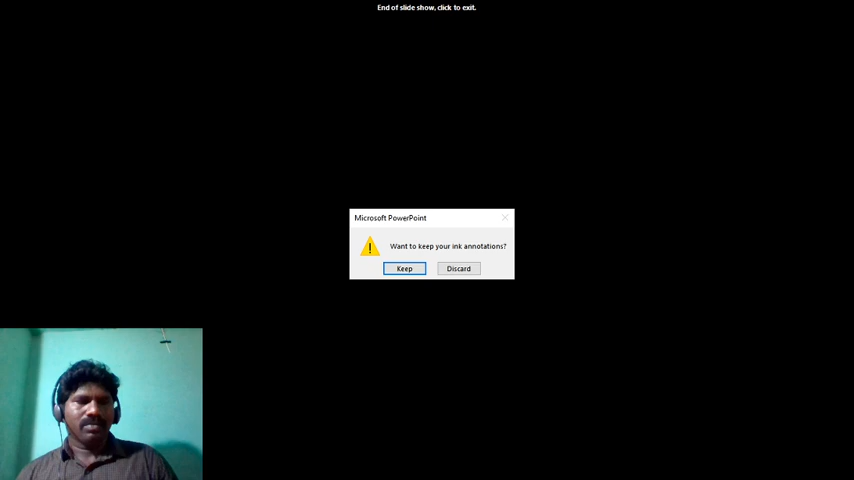 End of slide show, click to exit.
Microsoft PowerPoint
Want to keep your ink annotations?
Keep
Discard